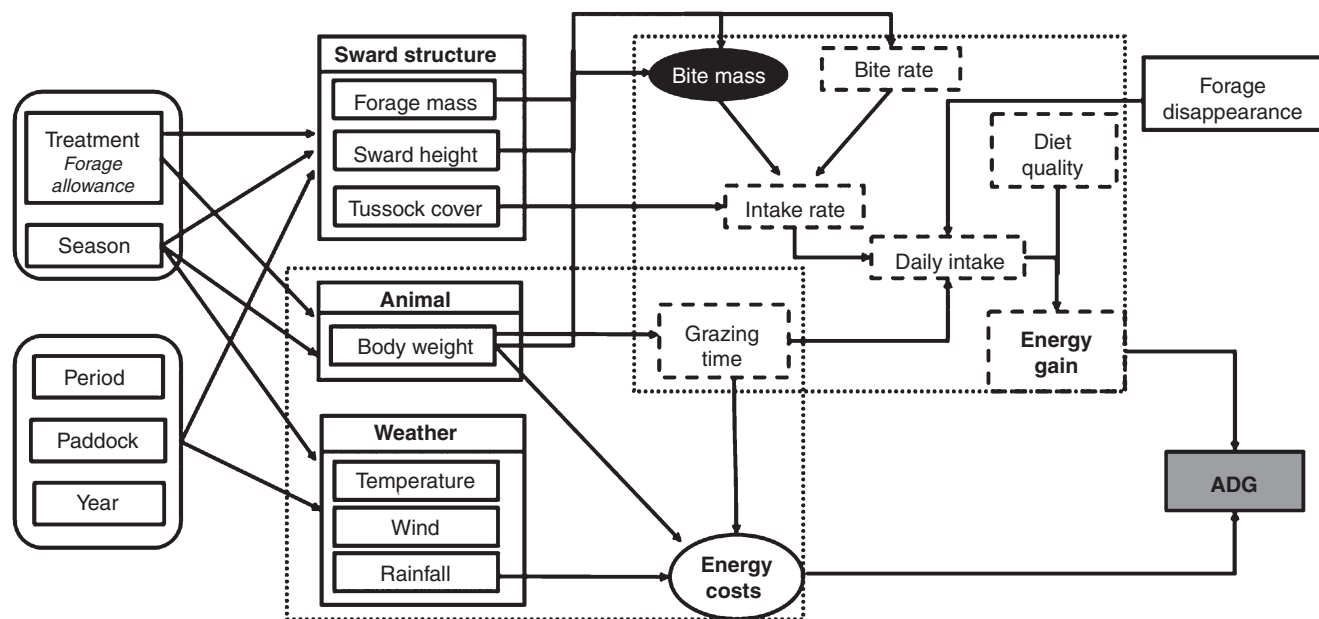 Sward structure
Forage mass
Sward height
Tussock cover
Treatment
Forage
allowance
Season
Period
Paddock
Year
Animal
Body weight
Weather
Temperature
Wind
Rainfall
Bite mass
Bite rate
Intake rate
Diet
quality
Daily intake
Grazing
time
Energy
gain
Energy
costs
Forage
disappearance
ADG